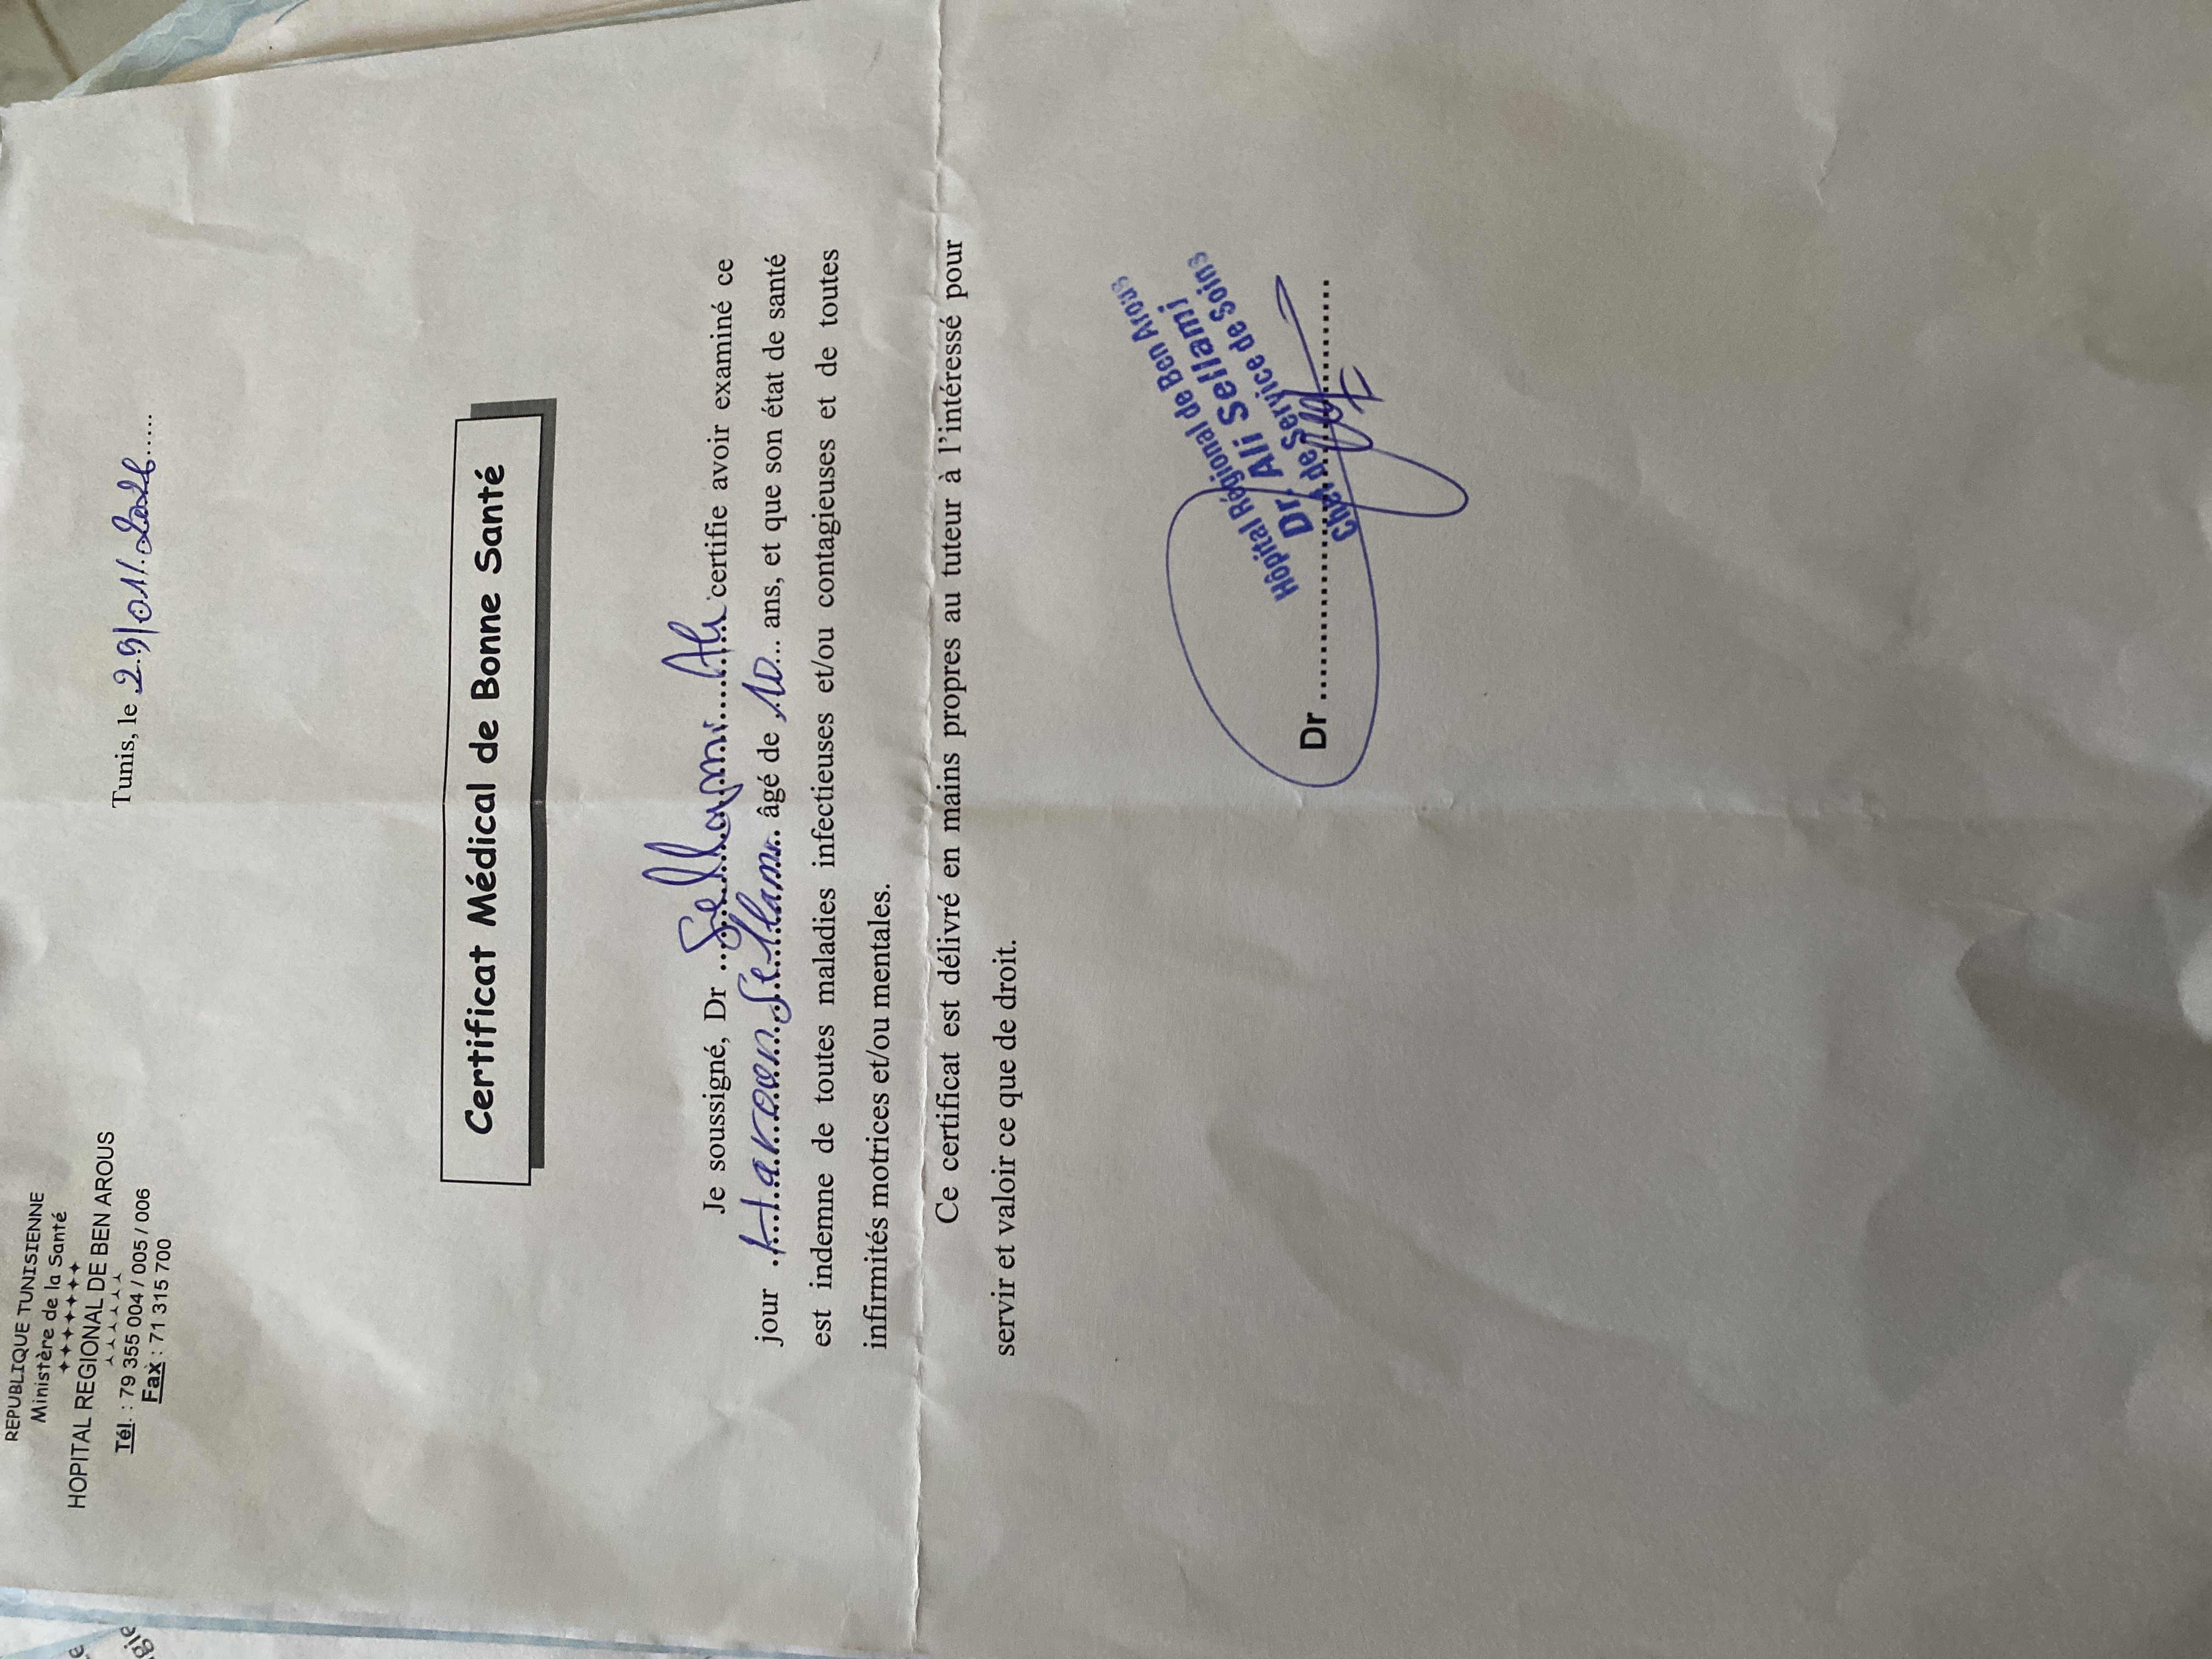 REPUBLIQUE TUNISIENNE
Ministère de la Santé
HOPITAL REGIONAL DE BEN AROUS
Tél. : 79 355 004 / 005 / 006
Fax : 71 315 700
Tunis, le 29/01/.2026......
Certificat Médical de Bonne Santé
Je soussigné, Dr ...Sellami....Ali...certifie avoir examiné ce
jour .Haroon Sellami.. âgé de 10... ans, et que son état de santé
est indemne de toutes maladies infectieuses et/ou contagieuses et de toutes
infirmités motrices et/ou mentales.
Ce certificat est délivré en mains propres au tuteur à l'intéressé pour
servir et valoir ce que de droit.
Hôpital Régional de Ben Arous
Dr. Ali Sellami
Chef de Service de Soins
Dr ........................................
gie